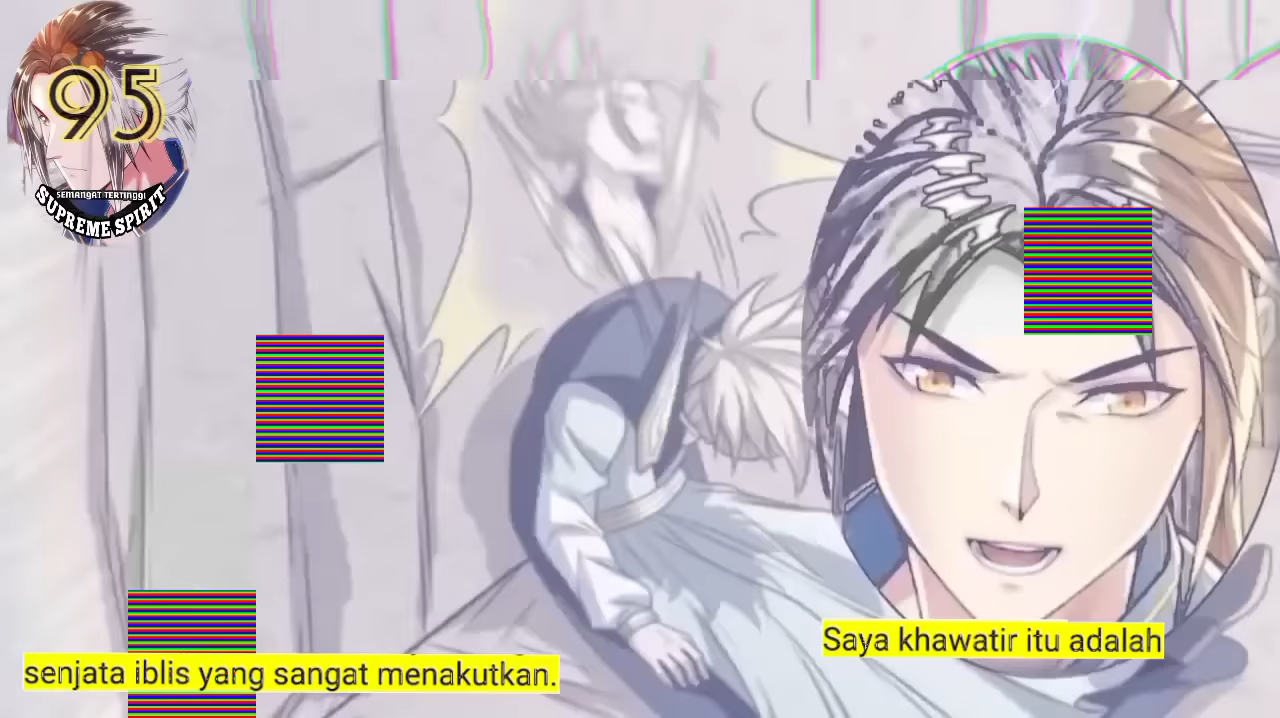 95
SEMANGAT TERTINGGI
SUPREME SPIRIT
Saya khawatir itu adalah
senjata iblis yang sangat menakutkan.